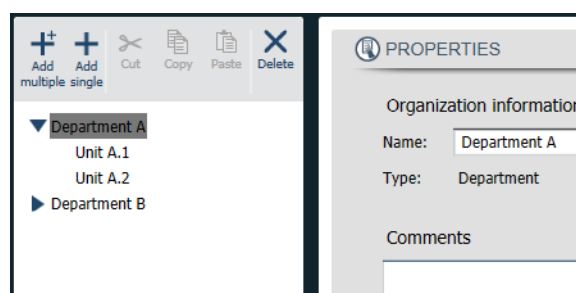 Add multiple
Add single
Cut
Copy
Paste
Delete
Department A
Unit A.1
Unit A.2
Department B
PROPERTIES
Organization information
Name: Department A
Type: Department
Comments